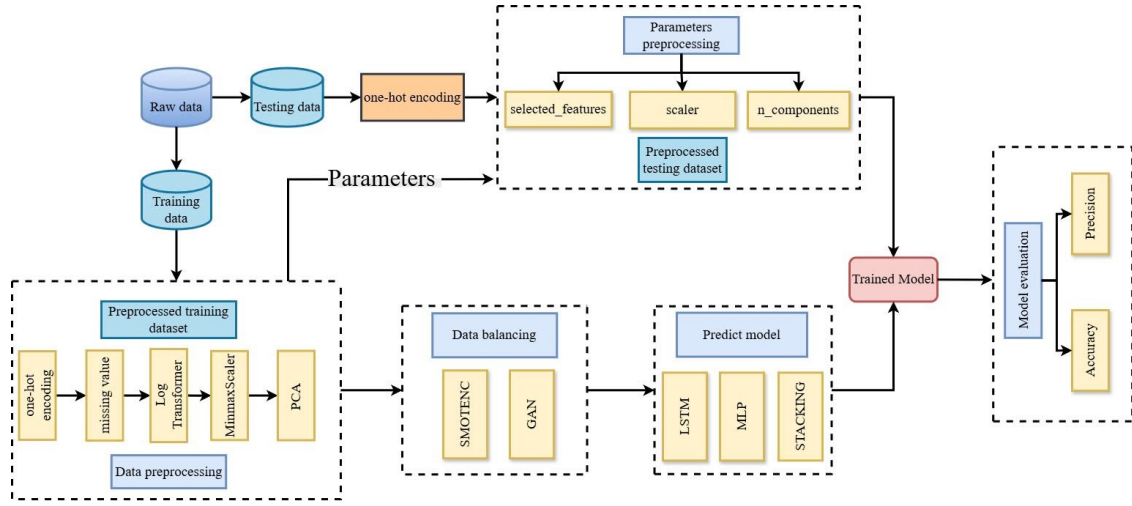 Parameters
preprocessing
selected_features
scaler
n_components
Preprocessed
testing dataset
Raw data
Testing data
one-hot encoding
Training
data
Parameters
Preprocessed training
dataset
one-hot
encoding
missing value
Log
Transformer
MinmaxScaler
PCA
Data preprocessing
Data balancing
SMOTENC
GAN
Predict model
LSTM
MLP
STACKING
Trained Model
Model evaluation
Precision
Accuracy